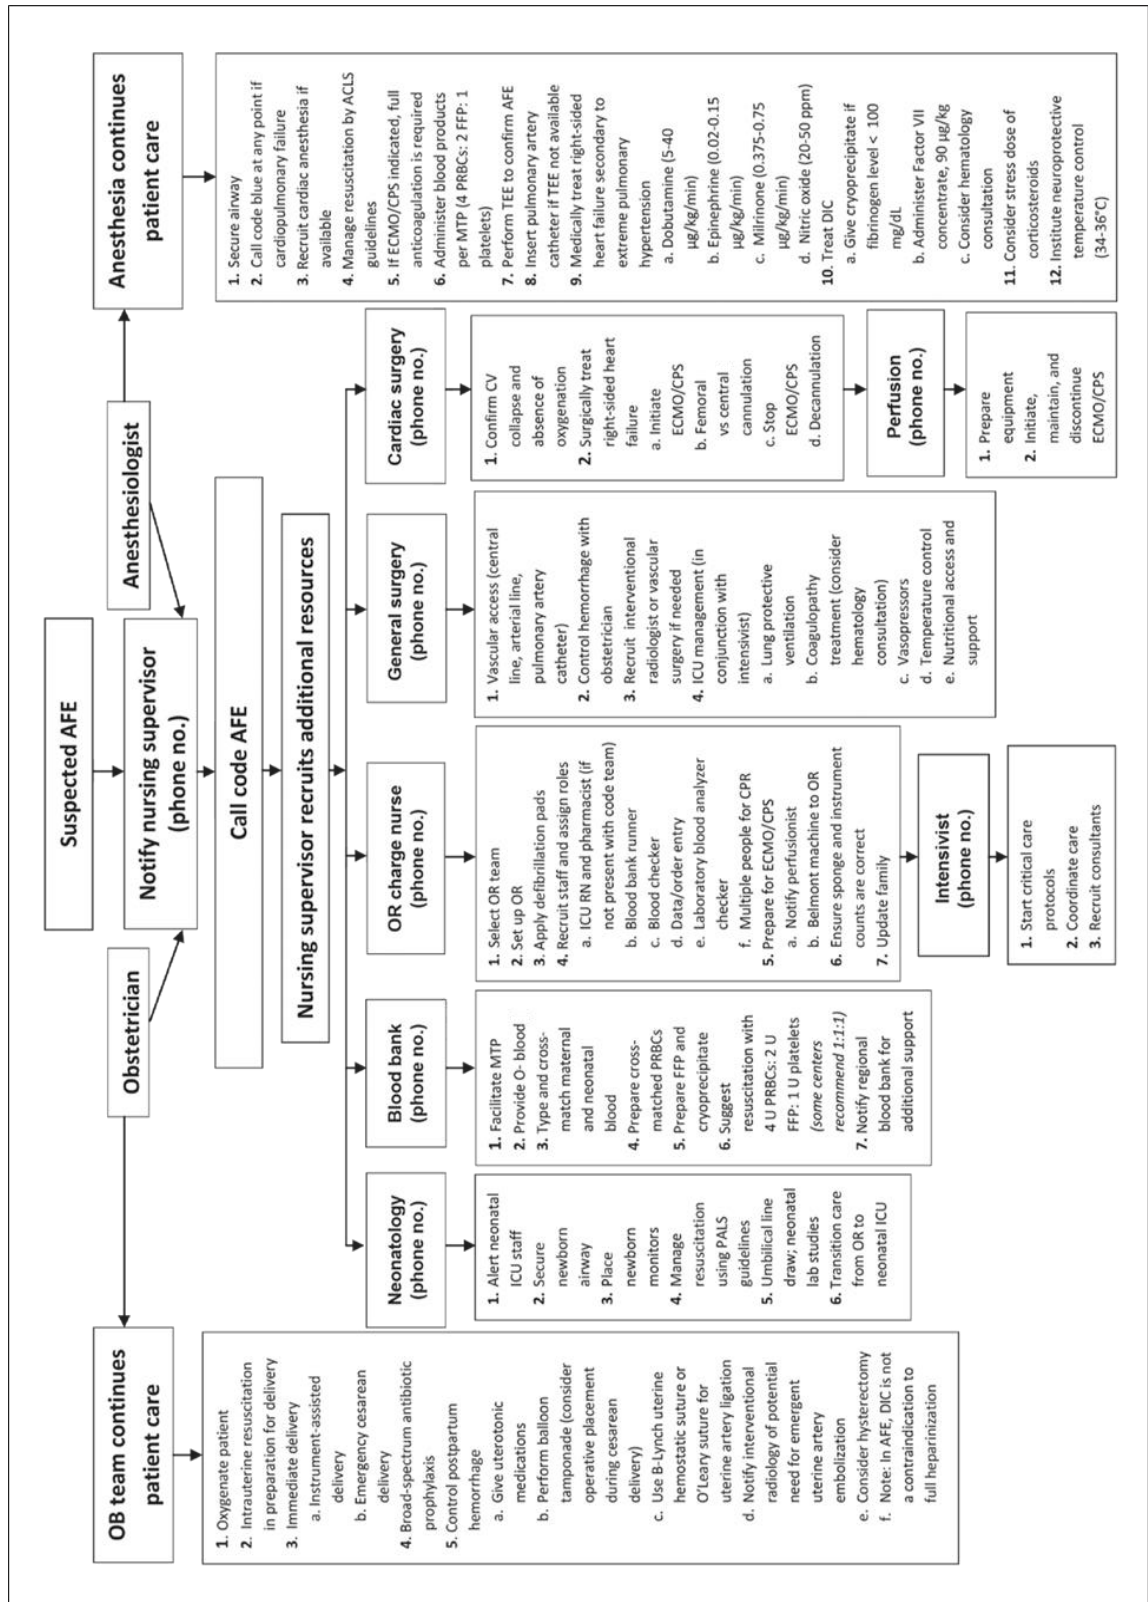 Suspected AFE
Obstetrician
Notify nursing supervisor
(phone no.)
Anesthesiologist
Call code AFE
Nursing supervisor recruits additional resources
OB team continues
patient care
1. Oxygenate patient
2. Intrauterine resuscitation
in preparation for delivery
3. Immediate delivery
a. Instrument-assisted
delivery
b. Emergency cesarean
delivery
4. Broad-spectrum antibiotic
prophylaxis
5. Control postpartum
hemorrhage
a. Give uterotonic
medications
b. Perform balloon
tamponade (consider
operative placement
during cesarean
delivery)
c. Use B-Lynch uterine
hemostatic suture or
O'Leary suture for
uterine artery ligation
d. Notify interventional
radiology of potential
need for emergent
uterine artery
embolization
e. Consider hysterectomy
f. Note: In AFE, DIC is not
a contraindication to
full heparinization
Neonatology
(phone no.)
1. Alert neonatal
ICU staff
2. Secure
newborn
airway
3. Place
newborn
monitors
4. Manage
resuscitation
using PALS
guidelines
5. Umbilical line
draw; neonatal
lab studies
6. Transition care
from OR to
neonatal ICU
Blood bank
(phone no.)
1. Facilitate MTP
2. Provide O- blood
3. Type and cross-
match maternal
and neonatal
blood
4. Prepare cross-
matched PRBCs
5. Prepare FFP and
cryoprecipitate
6. Suggest
resuscitation with
4 U PRBCs: 2 U
FFP: 1 U platelets
(some centers
recommend 1:1:1)
7. Notify regional
blood bank for
additional support
OR charge nurse
(phone no.)
1. Select OR team
2. Set up OR
3. Apply defibrillation pads
4. Recruit staff and assign roles
a. ICU RN and pharmacist (if
not present with code team)
b. Blood bank runner
c. Blood checker
d. Data/order entry
e. Laboratory blood analyzer
checker
f. Multiple people for CPR
5. Prepare for ECMO/CPS
a. Notify perfusionist
b. Belmont machine to OR
6. Ensure sponge and instrument
counts are correct
7. Update family
Intensivist
(phone no.)
1. Start critical care
protocols
2. Coordinate care
3. Recruit consultants
General surgery
(phone no.)
1. Vascular access (central
line, arterial line,
pulmonary artery
catheter)
2. Control hemorrhage with
obstetrician
3. Recruit interventional
radiologist or vascular
surgery if needed
4. ICU management (in
conjunction with
intensivist)
a. Lung protective
ventilation
b. Coagulopathy
treatment (consider
hematology
consultation)
c. Vasopressors
d. Temperature control
e. Nutritional access and
support
Cardiac surgery
(phone no.)
1. Confirm CV
collapse and
absence of
oxygenation
2. Surgically treat
right-sided heart
failure
a. Initiate
ECMO/CPS
b. Femoral
vs central
cannulation
c. Stop
ECMO/CPS
d. Decannulation
Perfusion
(phone no.)
1. Prepare
equipment
2. Initiate,
maintain, and
discontinue
ECMO/CPS
Anesthesia continues
patient care
1. Secure airway
2. Call code blue at any point if
cardiopulmonary failure
3. Recruit cardiac anesthesia if
available
4. Manage resuscitation by ACLS
guidelines
5. If ECMO/CPS indicated, full
anticoagulation is required
6. Administer blood products
per MTP (4 PRBCs: 2 FFP: 1
platelets)
7. Perform TEE to confirm AFE
8. Insert pulmonary artery
catheter if TEE not available
9. Medically treat right-sided
heart failure secondary to
extreme pulmonary
hypertension
a. Dobutamine (5-40
µg/kg/min)
b. Epinephrine (0.02-0.15
µg/kg/min)
c. Milrinone (0.375-0.75
µg/kg/min)
d. Nitric oxide (20-50 ppm)
10. Treat DIC
a. Give cryoprecipitate if
fibrinogen level < 100
mg/dL
b. Administer Factor VII
concentrate, 90 µg/kg
c. Consider hematology
consultation
11. Consider stress dose of
corticosteroids
12. Institute neuroprotective
temperature control
(34-36°C)